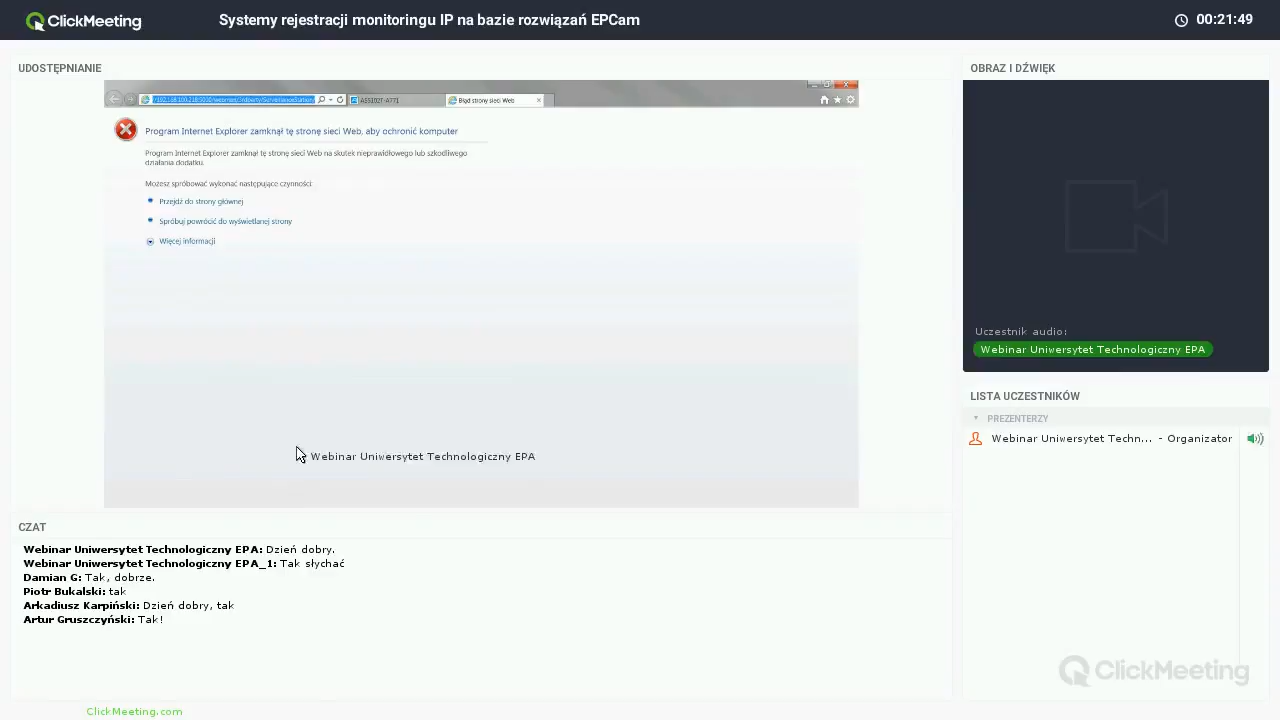 ClickMeeting
Systemy rejestracji monitoringu IP na bazie rozwiązań EPCam
00:21:49
UDOSTĘPNIANIE
OBRAZ I DŹWIĘK
AS5102T-A771
Błąd strony sieci Web
Program Internet Explorer zamknął tę stronę sieci Web, aby ochronić komputer
Program Internet Explorer zamknął tę stronę sieci Web na skutek nieprawidłowego lub szkodliwego
działania dodatku.
Możesz spróbować wykonać następujące czynności:
Przejdź do strony głównej
Spróbuj powrócić do wyświetlanej strony
Więcej informacji
Webinar Uniwersytet Technologiczny EPA
Uczestnik audio:
Webinar Uniwersytet Technologiczny EPA
LISTA UCZESTNIKÓW
PREZENTERZY
Webinar Uniwersytet Techn... - Organizator
CZAT
Webinar Uniwersytet Technologiczny EPA: Dzień dobry.
Webinar Uniwersytet Technologiczny EPA_1: Tak słychać
Damian G: Tak, dobrze.
Piotr Bukalski: tak
Arkadiusz Karpiński: Dzień dobry, tak
Artur Gruszczyński: Tak!
ClickMeeting
ClickMeeting.com